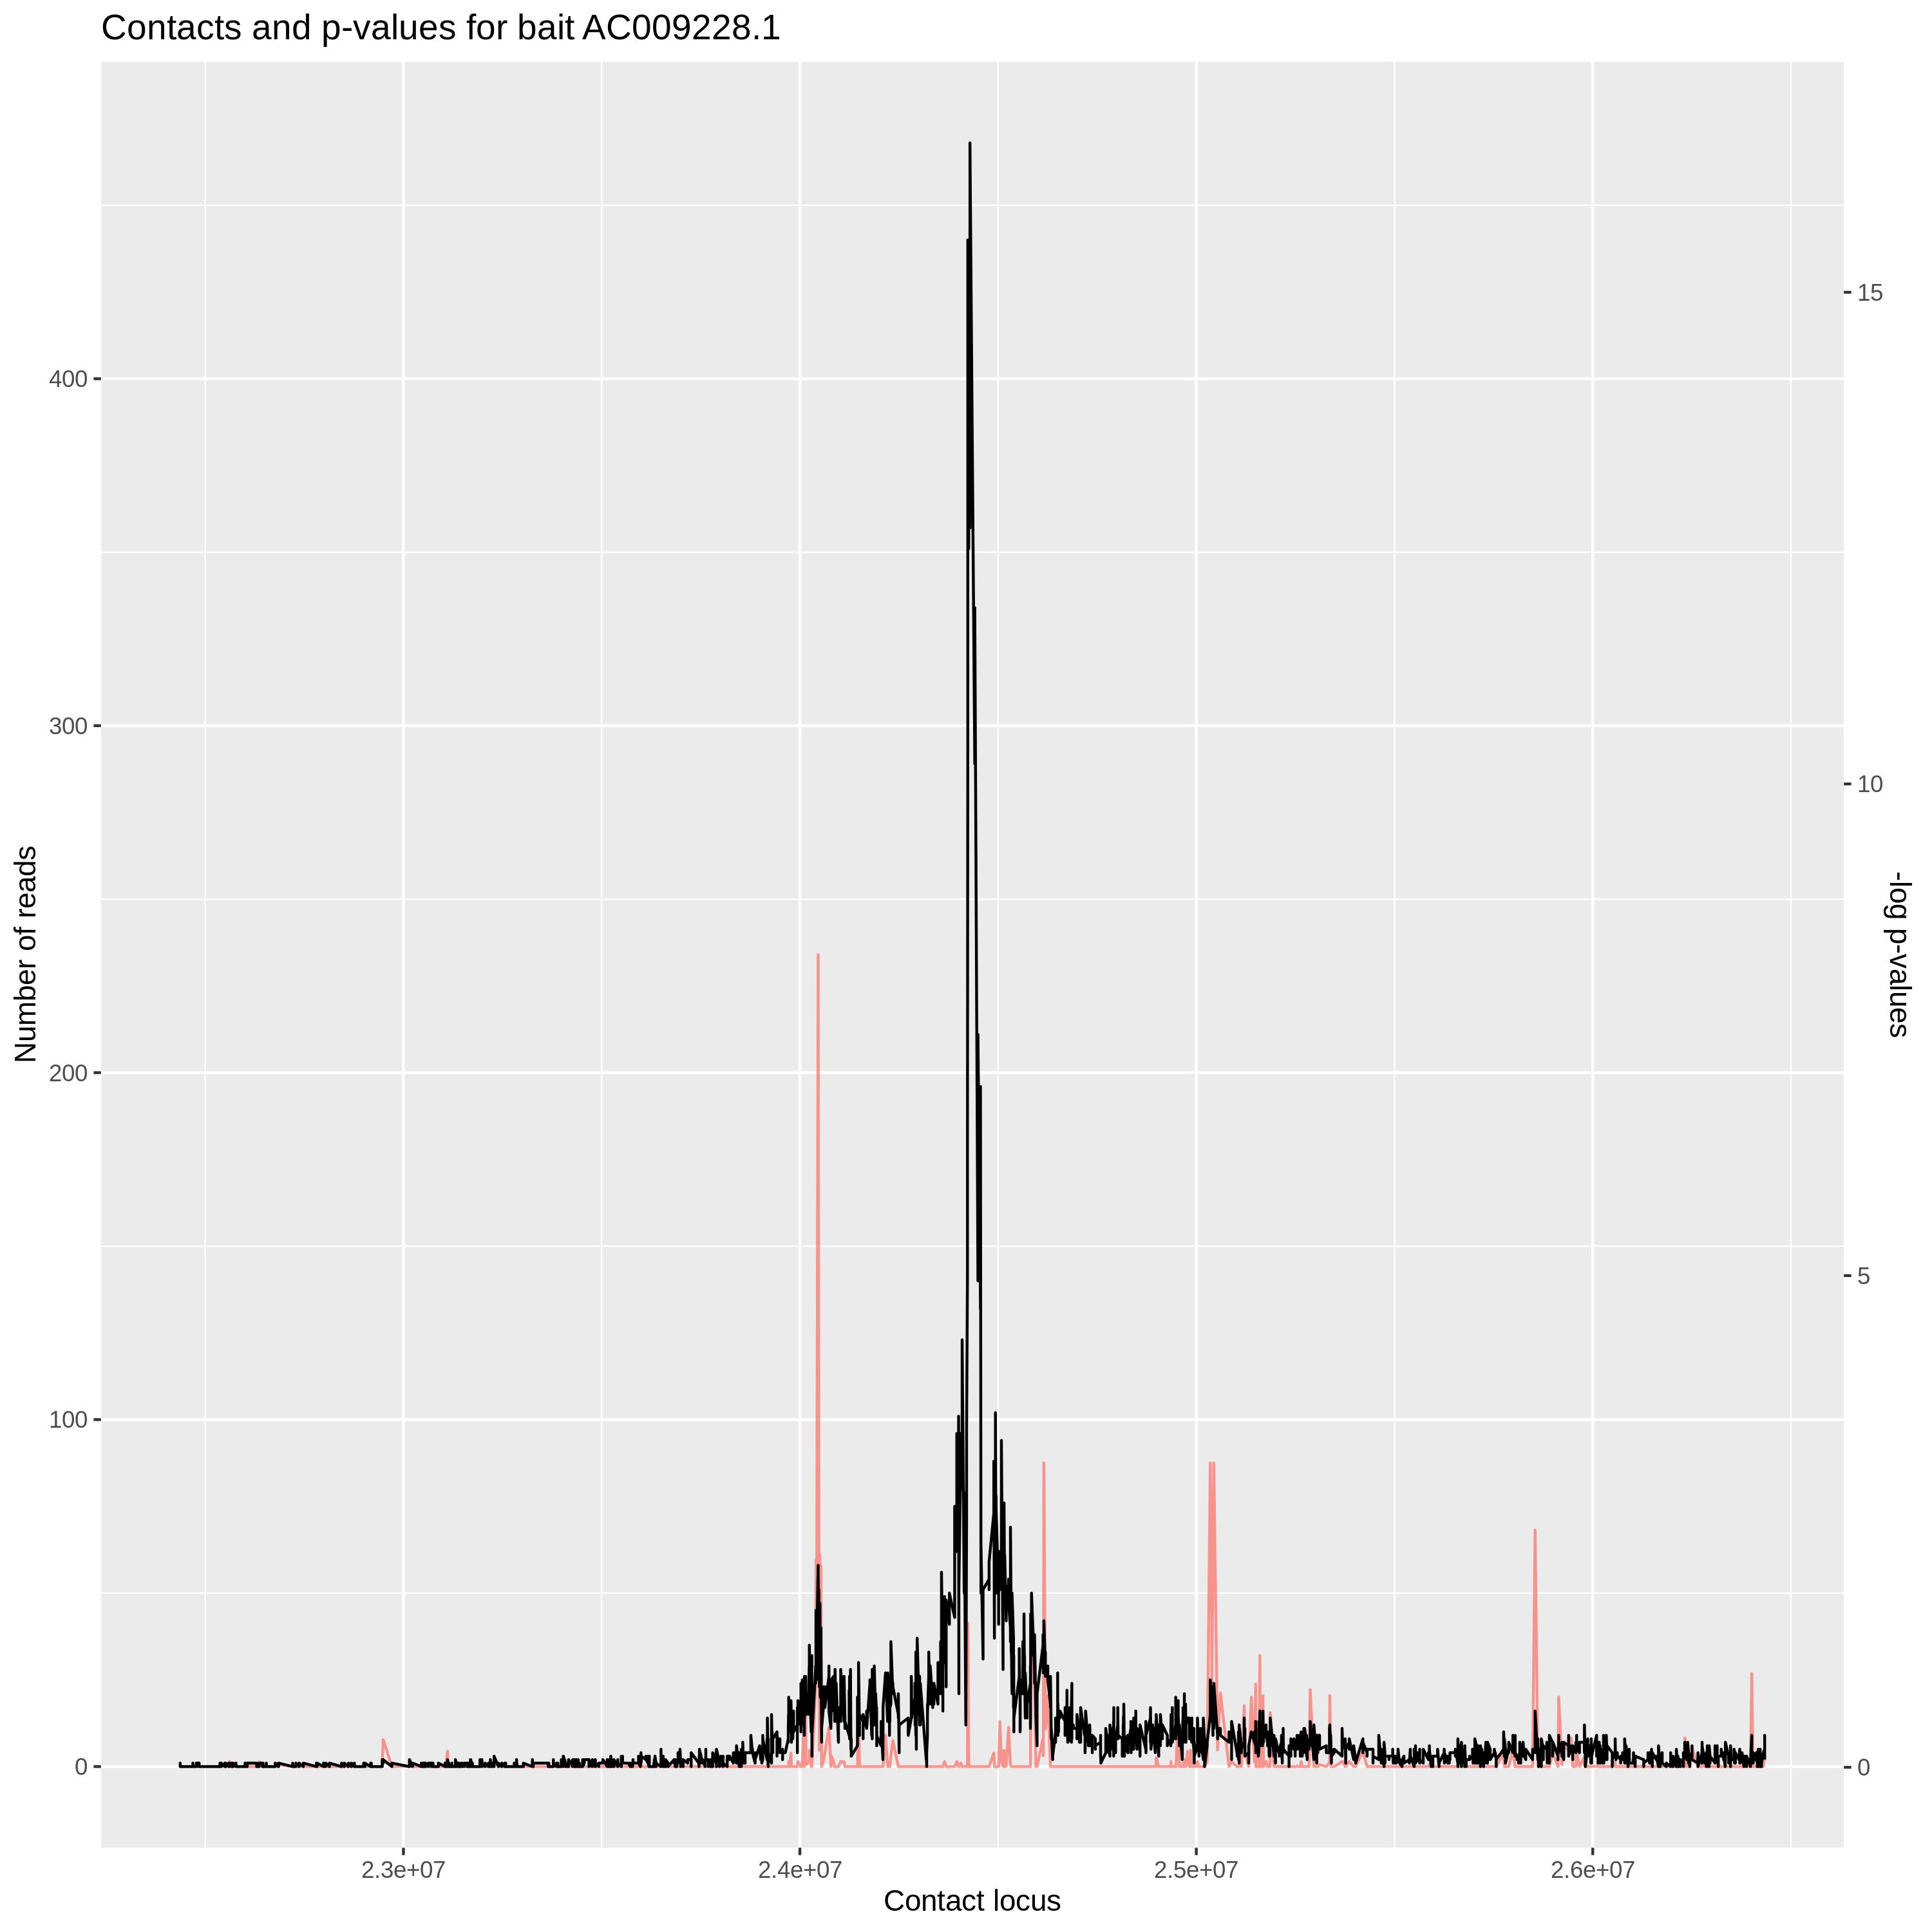 Contacts and p-values for bait AC009228.1
400
300
200
100
0
Number of reads
15
10
5
0
-log p-values
2.3e+07
2.4e+07
2.5e+07
2.6e+07
Contact locus